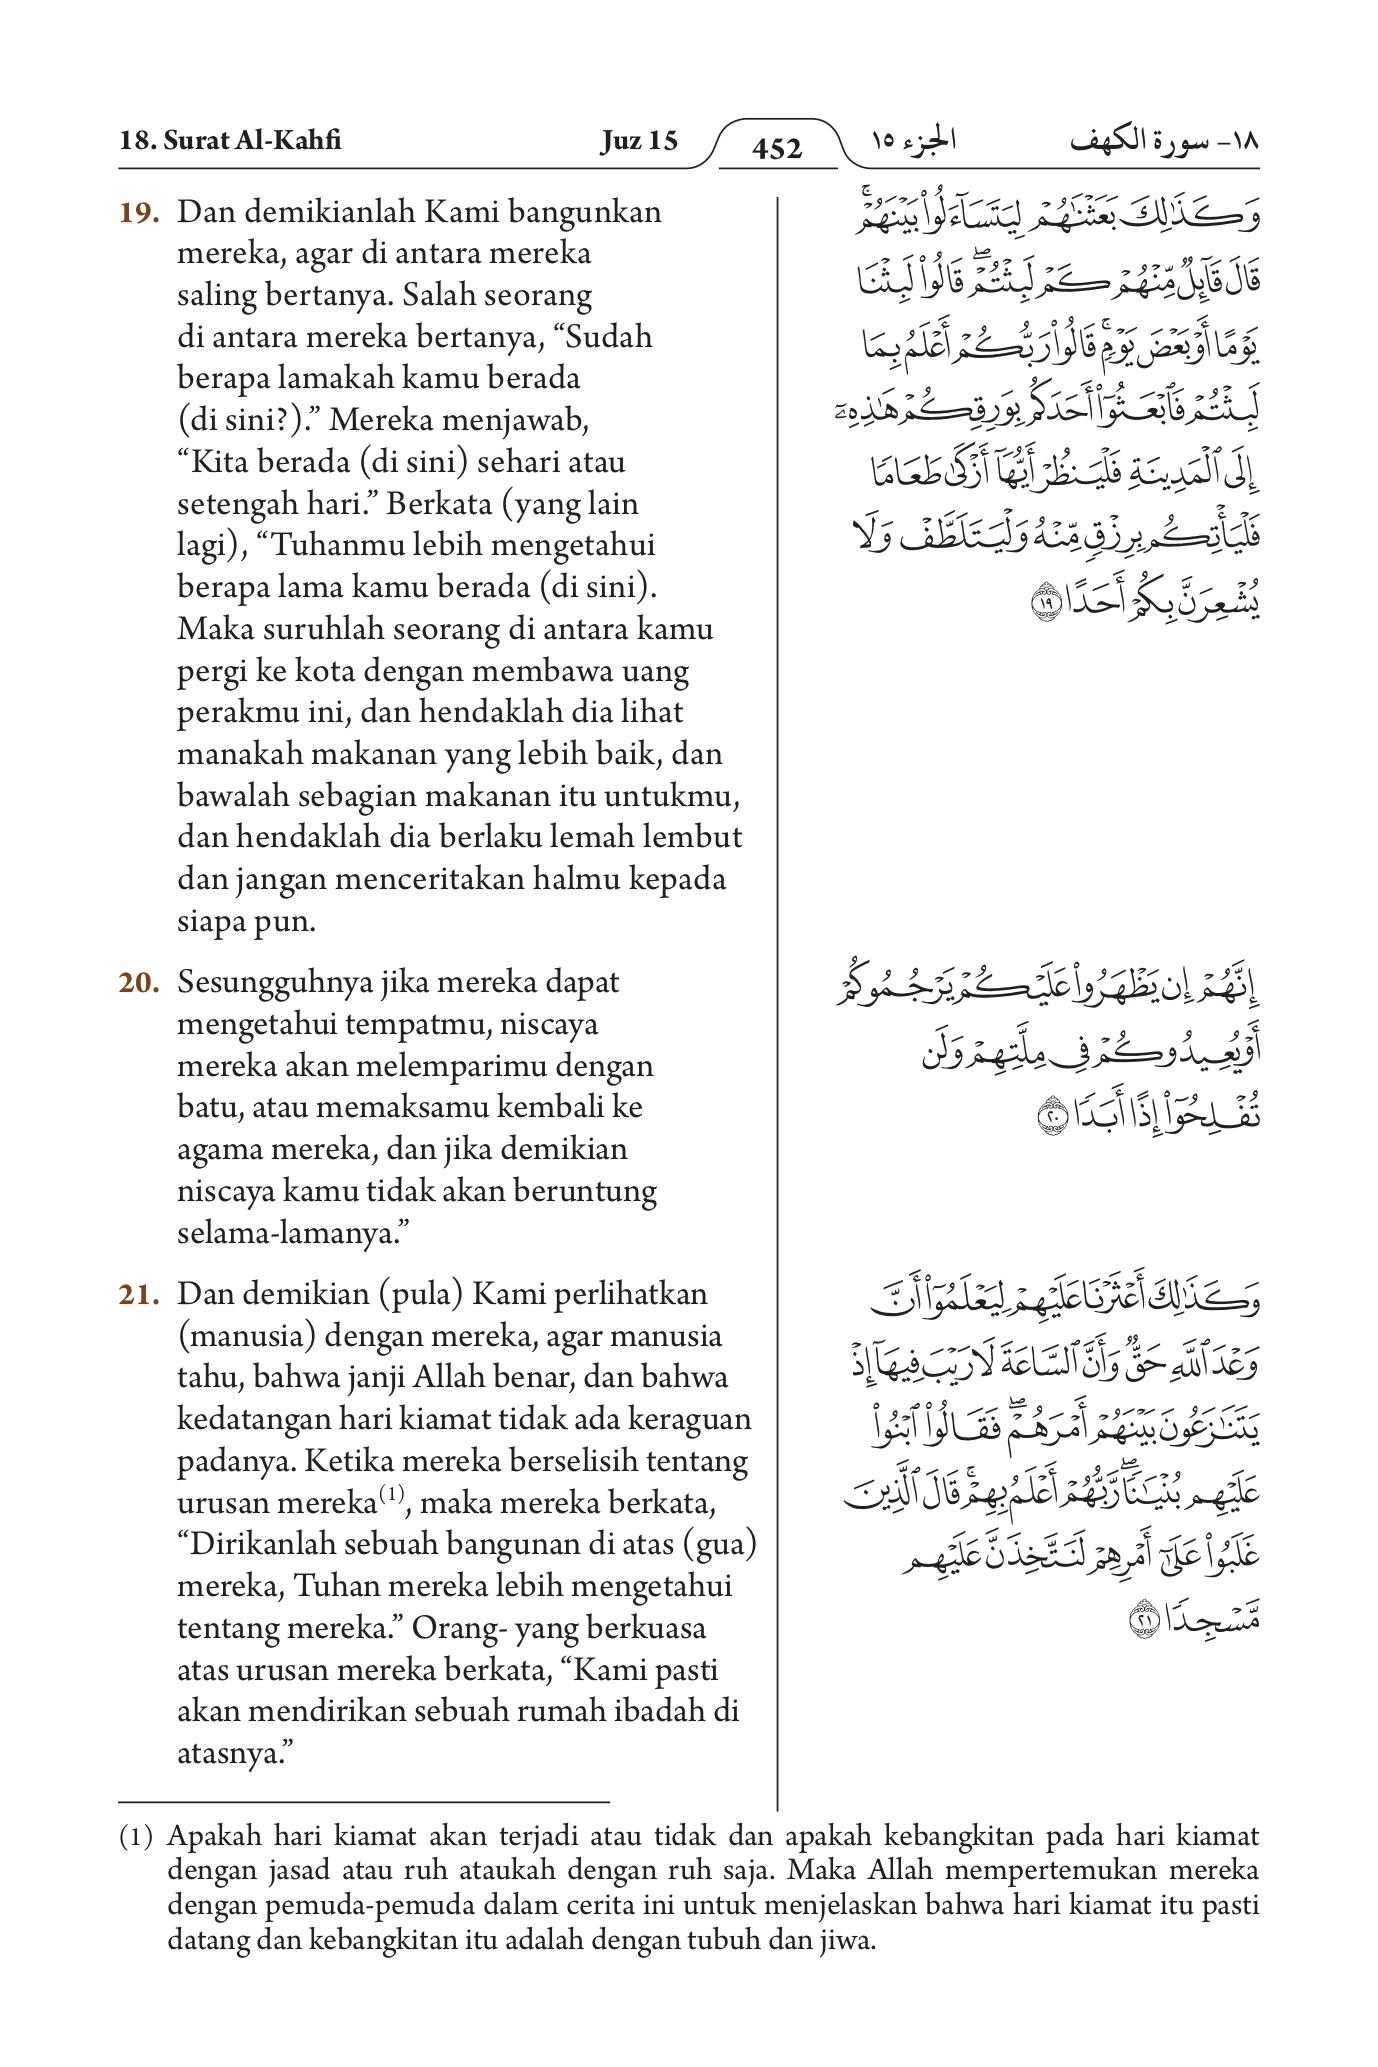 18. Surat Al-Kahfi
Juz 15
452
الجزء ١٥
١٨- سورة الكهف
19. Dan demikianlah Kami bangunkan
mereka, agar di antara mereka
saling bertanya. Salah seorang
di antara mereka bertanya, “Sudah
berapa lamakah kamu berada
(di sini?).” Mereka menjawab,
“Kita berada (di sini) sehari atau
setengah hari.” Berkata (yang lain
lagi), “Tuhanmu lebih mengetahui
berapa lama kamu berada (di sini).
Maka suruhlah seorang di antara kamu
pergi ke kota dengan membawa uang
perakmu ini, dan hendaklah dia lihat
manakah makanan yang lebih baik, dan
bawalah sebagian makanan itu untukmu,
dan hendaklah dia berlaku lemah lembut
dan jangan menceritakan halmu kepada
siapa pun.
20. Sesungguhnya jika mereka dapat
mengetahui tempatmu, niscaya
mereka akan melemparimu dengan
batu, atau memaksamu kembali ke
agama mereka, dan jika demikian
niscaya kamu tidak akan beruntung
selama-lamanya.”
21. Dan demikian (pula) Kami perlihatkan
(manusia) dengan mereka, agar manusia
tahu, bahwa janji Allah benar, dan bahwa
kedatangan hari kiamat tidak ada keraguan
padanya. Ketika mereka berselisih tentang
urusan mereka(1), maka mereka berkata,
“Dirikanlah sebuah bangunan di atas (gua)
mereka, Tuhan mereka lebih mengetahui
tentang mereka.” Orang- yang berkuasa
atas urusan mereka berkata, “Kami pasti
akan mendirikan sebuah rumah ibadah di
atasnya.”
وَكَذَٰلِكَ بَعَثْنَٰهُمْ لِيَتَسَآءَلُوا۟ بَيْنَهُمْ ۚ
قَالَ قَآئِلٌ مِّنْهُمْ كَمْ لَبِثْتُمْ ۖ قَالُوا۟ لَبِثْنَا
يَوْمًا أَوْ بَعْضَ يَوْمٍ ۚ قَالُوا۟ رَبُّكُمْ أَعْلَمُ بِمَا
لَبِثْتُمْ فَٱبْعَثُوٓا۟ أَحَدَكُم بِوَرِقِكُمْ هَٰذِهِۦٓ
إِلَى ٱلْمَدِينَةِ فَلْيَنظُرْ أَيُّهَآ أَزْكَىٰ طَعَامًا
فَلْيَأْتِكُم بِرِزْقٍ مِّنْهُ وَلْيَتَلَطَّفْ وَلَا
يُشْعِرَنَّ بِكُمْ أَحَدًا ١٩
إِنَّهُمْ إِن يَظْهَرُوا۟ عَلَيْكُمْ يَرْجُمُوكُمْ
أَوْ يُعِيدُوكُمْ فِى مِلَّتِهِمْ وَلَن
تُفْلِحُوٓا۟ إِذًا أَبَدًا ٢٠
وَكَذَٰلِكَ أَعْثَرْنَا عَلَيْهِمْ لِيَعْلَمُوٓا۟ أَنَّ
وَعْدَ ٱللَّهِ حَقٌّ وَأَنَّ ٱلسَّاعَةَ لَا رَيْبَ فِيهَآ إِذْ
يَتَنَٰزَعُونَ بَيْنَهُمْ أَمْرَهُمْ ۖ فَقَالُوا۟ ٱبْنُوا۟
عَلَيْهِم بُنْيَٰنًا ۖ رَّبُّهُمْ أَعْلَمُ بِهِمْ ۚ قَالَ ٱلَّذِينَ
غَلَبُوا۟ عَلَىٰٓ أَمْرِهِمْ لَنَتَّخِذَنَّ عَلَيْهِم
مَّسْجِدًا ٢١
(1) Apakah hari kiamat akan terjadi atau tidak dan apakah kebangkitan pada hari kiamat
dengan jasad atau ruh ataukah dengan ruh saja. Maka Allah mempertemukan mereka
dengan pemuda-pemuda dalam cerita ini untuk menjelaskan bahwa hari kiamat itu pasti
datang dan kebangkitan itu adalah dengan tubuh dan jiwa.